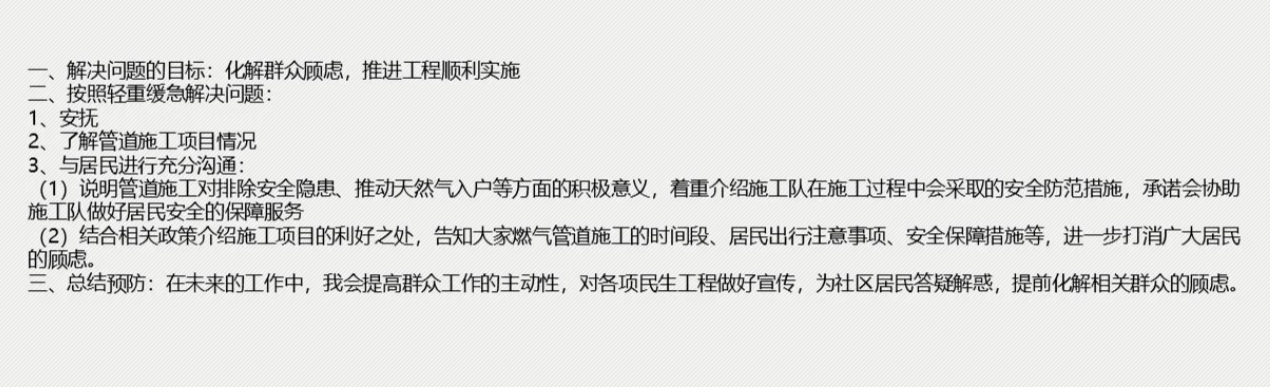 一、解决问题的目标：化解群众顾虑，推进工程顺利实施
二、按照轻重缓急解决问题：
1、安抚
2、了解管道施工项目情况
3、与居民进行充分沟通：
（1）说明管道施工对排除安全隐患、推动天然气入户等方面的积极意义，着重介绍施工队在施工过程中会采取的安全防范措施，承诺会协助
施工队做好居民安全的保障服务
（2）结合相关政策介绍施工项目的利好之处，告知大家燃气管道施工的时间段、居民出行注意事项、安全保障措施等，进一步打消广大居民
的顾虑。
三、总结预防：在未来的工作中，我会提高群众工作的主动性，对各项民生工程做好宣传，为社区居民答疑解惑，提前化解相关群众的顾虑。